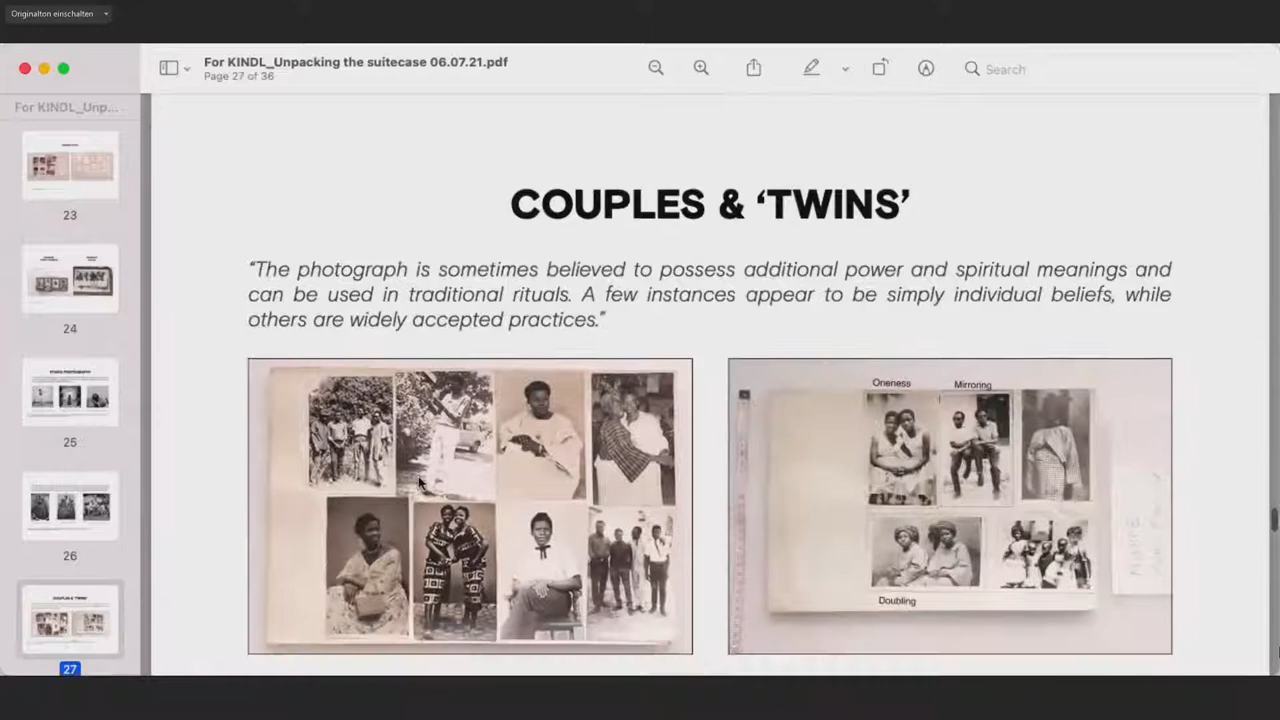 Originalton einschalten
For KINDL_Unpacking the suitecase 06.07.21.pdf
Page 27 of 36
Search
For KINDL_Unp...
23
24
25
26
27
COUPLES & ‘TWINS’
“The photograph is sometimes believed to possess additional power and spiritual meanings and
can be used in traditional rituals. A few instances appear to be simply individual beliefs, while
others are widely accepted practices.”
Oneness
Mirroring
Doubling